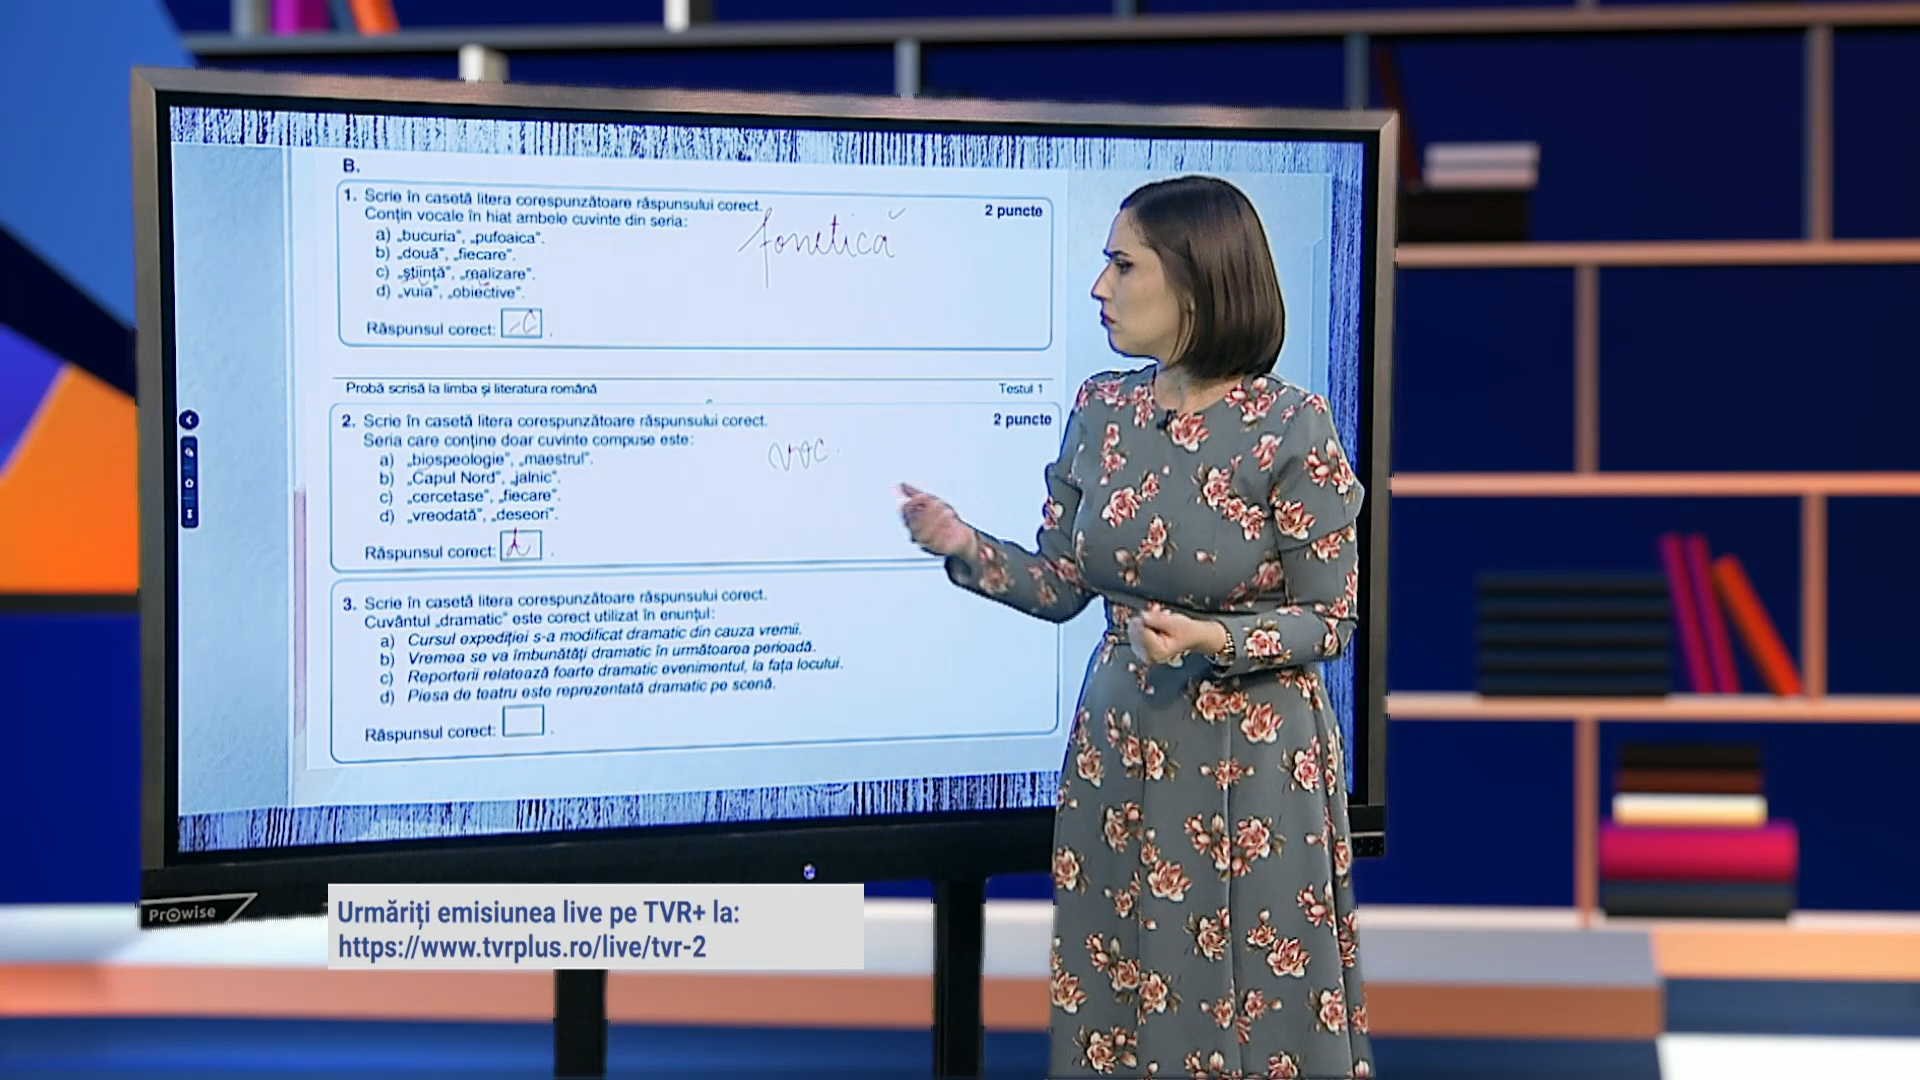 B.
1. Scrie în casetă litera corespunzătoare răspunsului corect.
2 puncte
Conțin vocale în hiat ambele cuvinte din seria:
a) „bucuria”, „pufoaica”.
b) „două”, „fiecare”.
c) „știință”, „realizare”.
d) „vuia”, „obiective”.
fonetică
Răspunsul corect: c .
Probă scrisă la limba și literatura română
Testul 1
2. Scrie în casetă litera corespunzătoare răspunsului corect.
2 puncte
Seria care conține doar cuvinte compuse este:
a) „biospeologie”, „maestrul”.
b) „Capul Nord”, „jalnic”.
c) „cercetase”, „fiecare”.
d) „vreodată”, „deseori”.
voc.
Răspunsul corect: d .
3. Scrie în casetă litera corespunzătoare răspunsului corect.
Cuvântul „dramatic” este corect utilizat în enunțul:
a) Cursul expediției s-a modificat dramatic din cauza vremii.
b) Vremea se va îmbunătăți dramatic în următoarea perioadă.
c) Reporterii relatează foarte dramatic evenimentul, la fața locului.
d) Piesa de teatru este reprezentată dramatic pe scenă.
Răspunsul corect: .
Prowise
Urmăriți emisiunea live pe TVR+ la:
https://www.tvrplus.ro/live/tvr-2